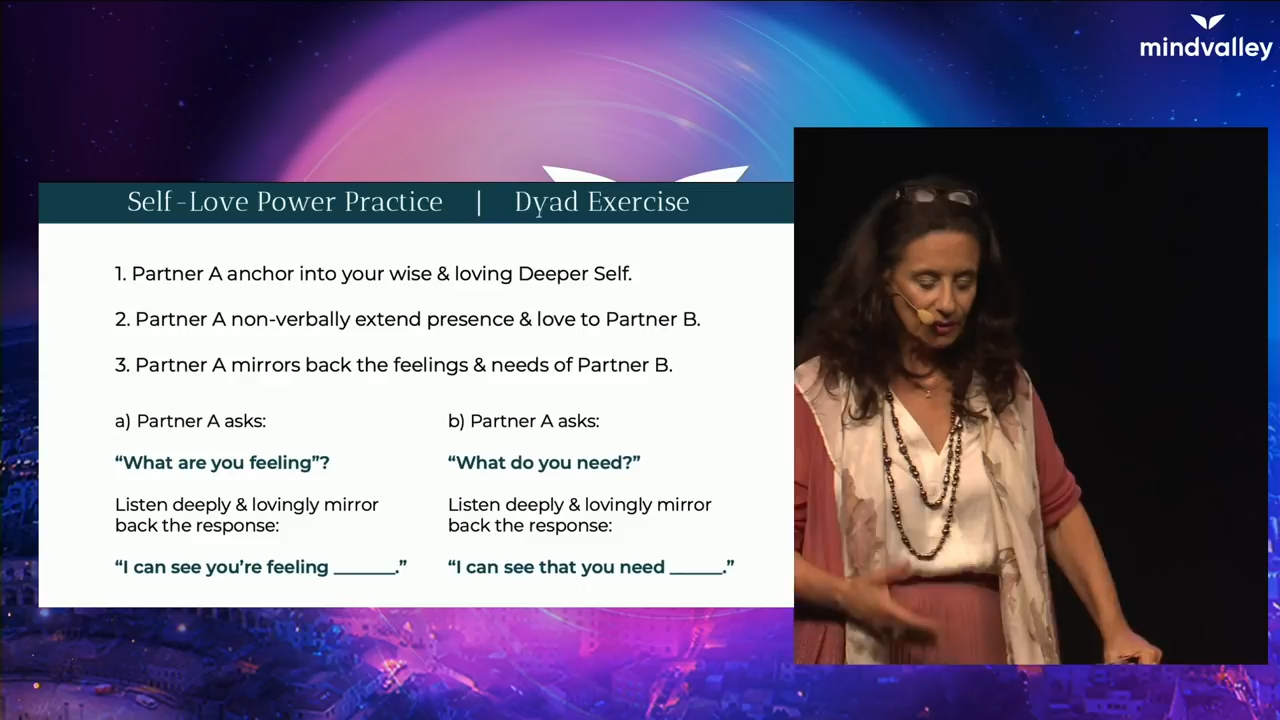 mindvalley
Self-Love Power Practice | Dyad Exercise
1. Partner A anchor into your wise & loving Deeper Self.
2. Partner A non-verbally extend presence & love to Partner B.
3. Partner A mirrors back the feelings & needs of Partner B.
a) Partner A asks:
“What are you feeling”?
Listen deeply & lovingly mirror
back the response:
“I can see you’re feeling _______.”
b) Partner A asks:
“What do you need?”
Listen deeply & lovingly mirror
back the response:
“I can see that you need ______.”